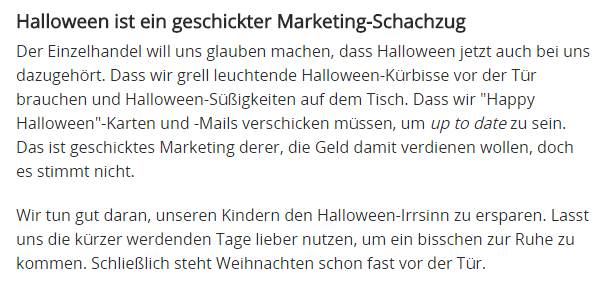 Halloween ist ein geschickter Marketing-Schachzug
Der Einzelhandel will uns glauben machen, dass Halloween jetzt auch bei uns
dazugehört. Dass wir grell leuchtende Halloween-Kürbisse vor der Tür
brauchen und Halloween-Süßigkeiten auf dem Tisch. Dass wir "Happy
Halloween"-Karten und -Mails verschicken müssen, um up to date zu sein.
Das ist geschicktes Marketing derer, die Geld damit verdienen wollen, doch
es stimmt nicht.
Wir tun gut daran, unseren Kindern den Halloween-Irrsinn zu ersparen. Lasst
uns die kürzer werdenden Tage lieber nutzen, um ein bisschen zur Ruhe zu
kommen. Schließlich steht Weihnachten schon fast vor der Tür.